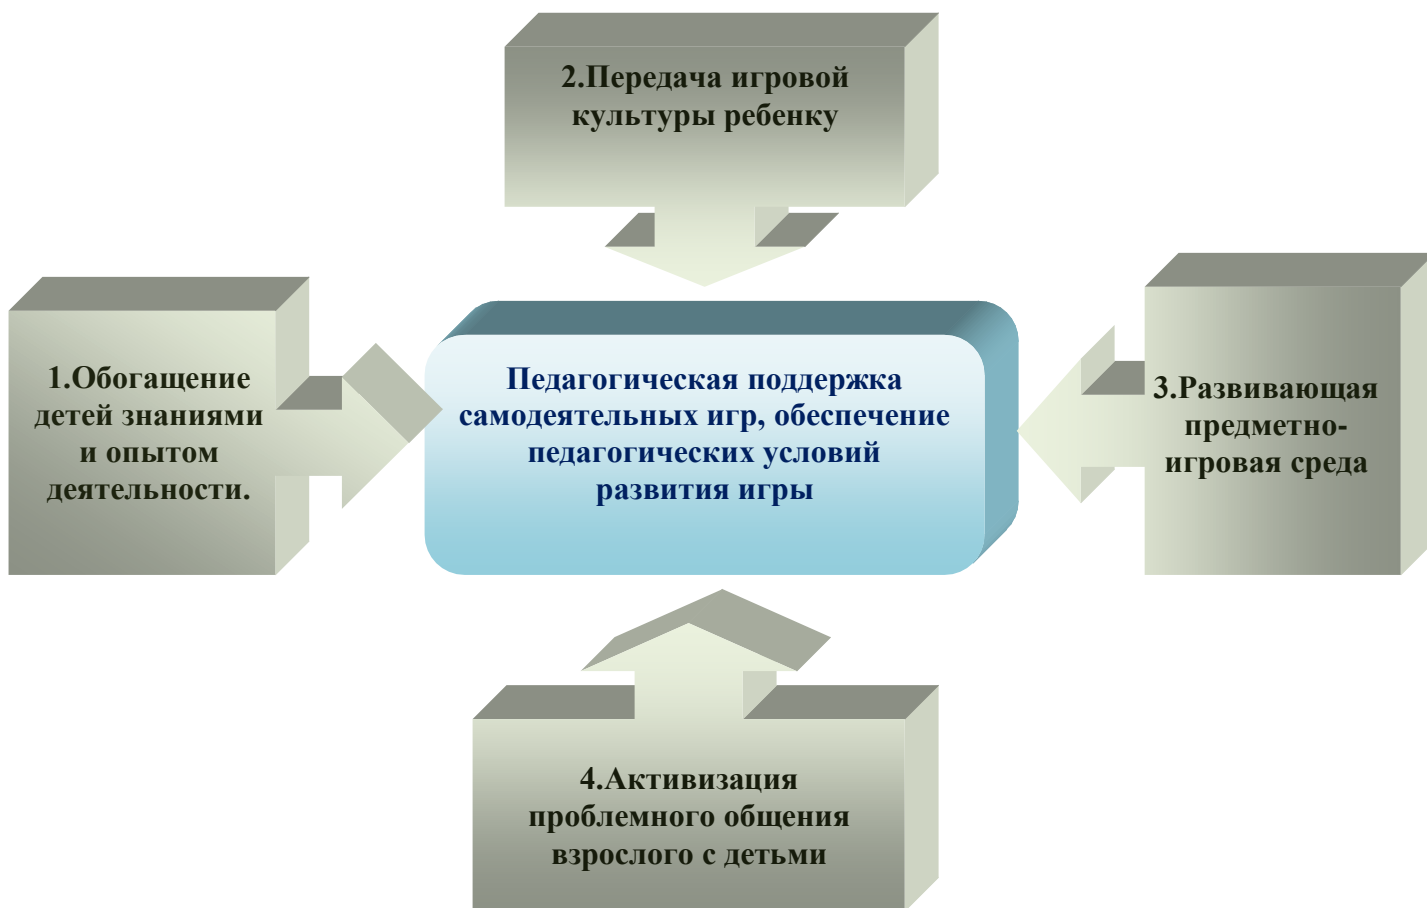 2.Передача игровой
культуры ребенку
1.Обогащение
детей знаниями
и опытом
деятельности.
Педагогическая поддержка
самодеятельных игр, обеспечение
педагогических условий
развития игры
3.Развивающая
предметно-
игровая среда
4.Активизация
проблемного общения
взрослого с детьми